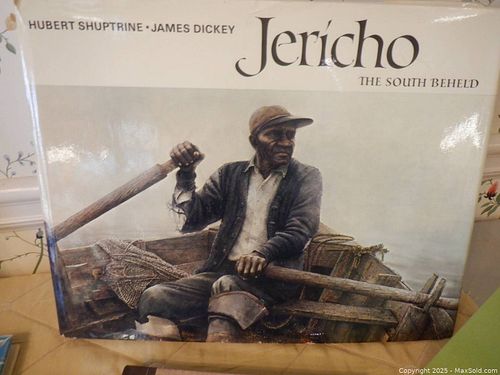 HUBERT SHUPTRINE • JAMES DICKEY
Jericho
THE SOUTH BEHELD
Copyright 2025 - MaxSold.com